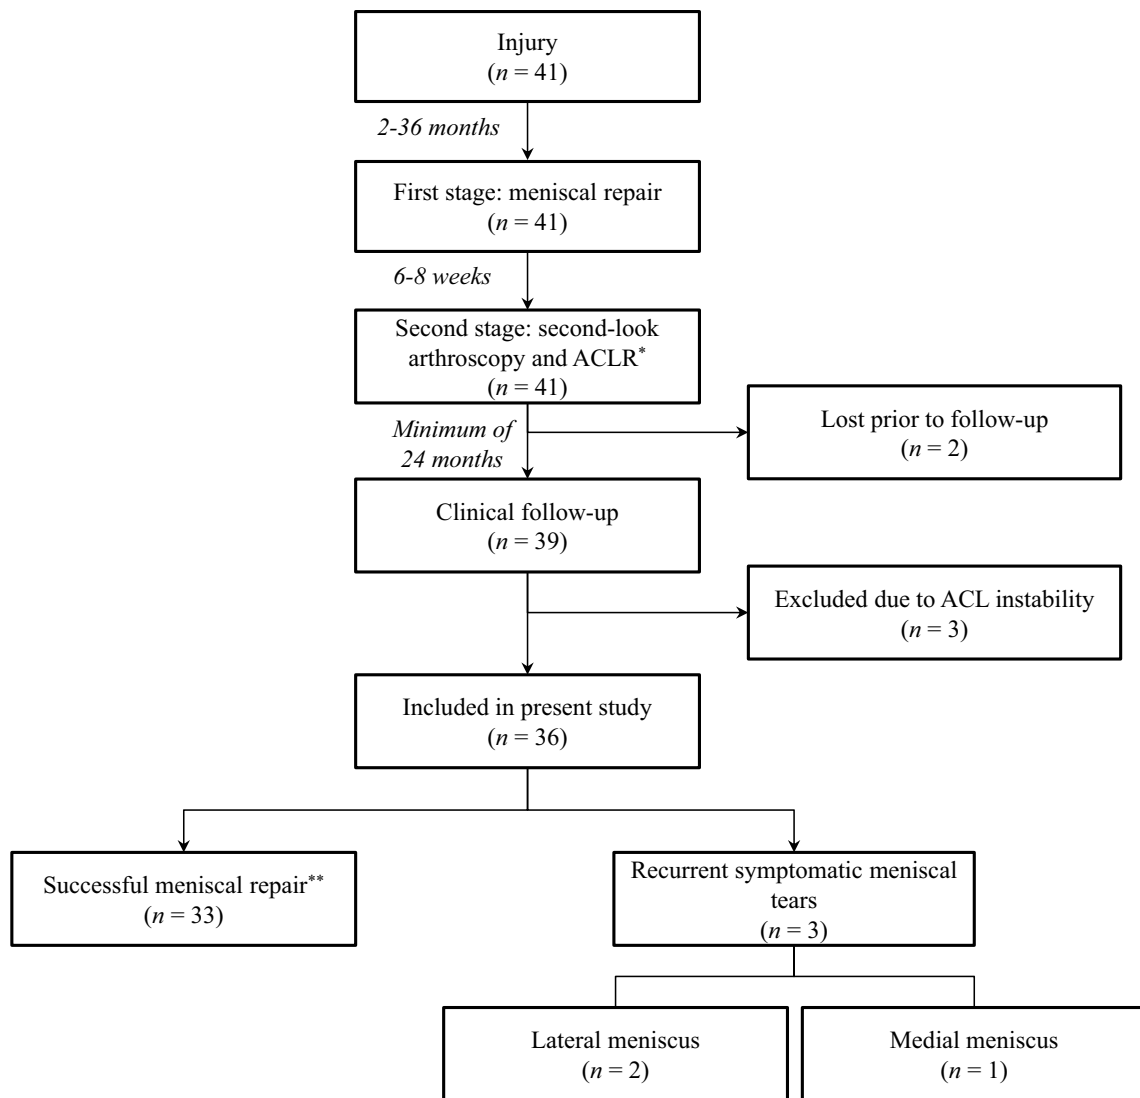 Injury
(n = 41)
2-36 months
First stage: meniscal repair
(n = 41)
6-8 weeks
Second stage: second-look
arthroscopy and ACLR*
(n = 41)
Lost prior to follow-up
(n = 2)
Minimum of
24 months
Clinical follow-up
(n = 39)
Excluded due to ACL instability
(n = 3)
Included in present study
(n = 36)
Successful meniscal repair**
(n = 33)
Recurrent symptomatic meniscal
tears
(n = 3)
Lateral meniscus
(n = 2)
Medial meniscus
(n = 1)